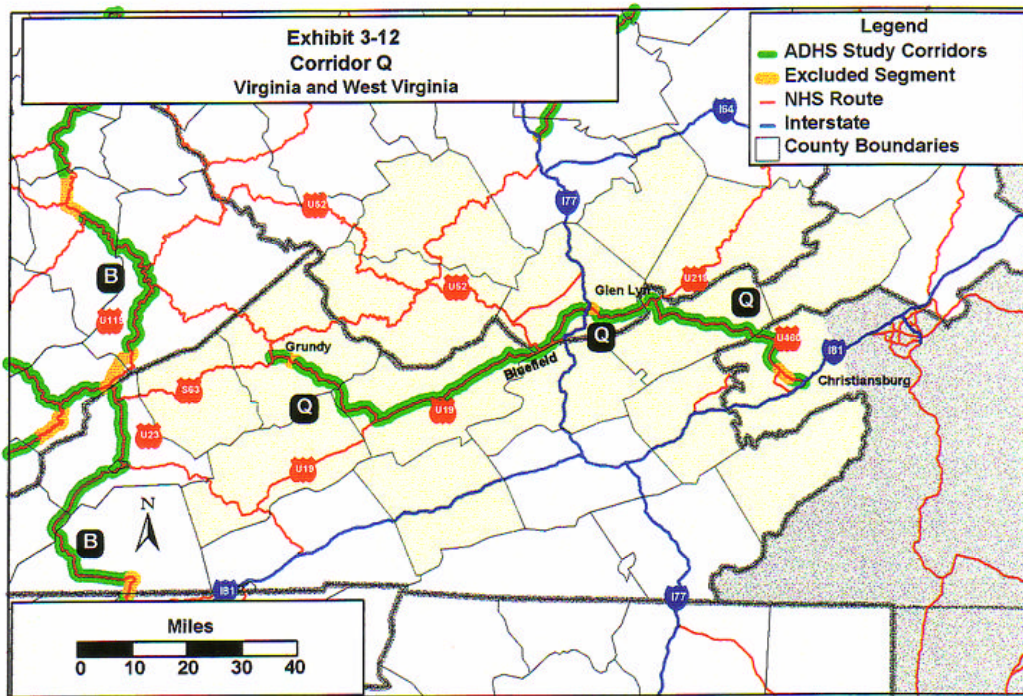 Exhibit 3-12
Corridor Q
Virginia and West Virginia
Legend
ADHS Study Corridors
Excluded Segment
NHS Route
Interstate
County Boundaries
I64
I77
U52
B
U52
U219
Glen Lyn
Q
U119
Q
U460
Grundy
Bluefield
I81
Christiansburg
S63
Q
U19
U23
U19
N
B
I81
I77
Miles
0 10 20 30 40